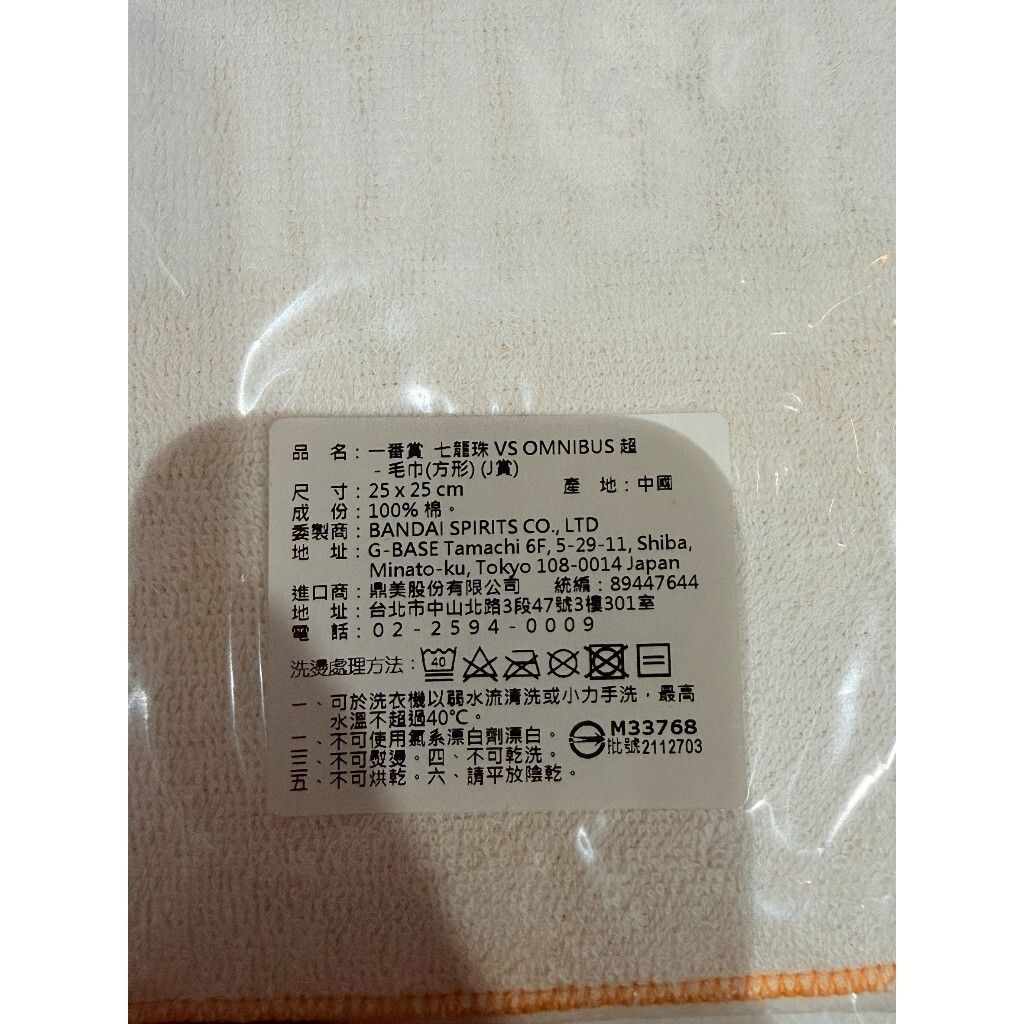 品　名：一番賞 七龍珠 VS OMNIBUS 超
- 毛巾(方形) (J賞)
尺　寸：25 x 25 cm　　產　地：中國
成　份：100% 棉。
委製商：BANDAI SPIRITS CO., LTD
地　址：G-BASE Tamachi 6F, 5-29-11, Shiba,
Minato-ku, Tokyo 108-0014 Japan
進口商：鼎美股份有限公司　統編：89447644
地　址：台北市中山北路3段47號3樓301室
電　話：02-2594-0009
洗燙處理方法：40
一、可於洗衣機以弱水流清洗或小力手洗，最高
水溫不超過40℃。
二、不可使用氯系漂白劑漂白。
三、不可熨燙。四、不可乾洗。
五、不可烘乾。六、請平放陰乾。
M33768
批號2112703